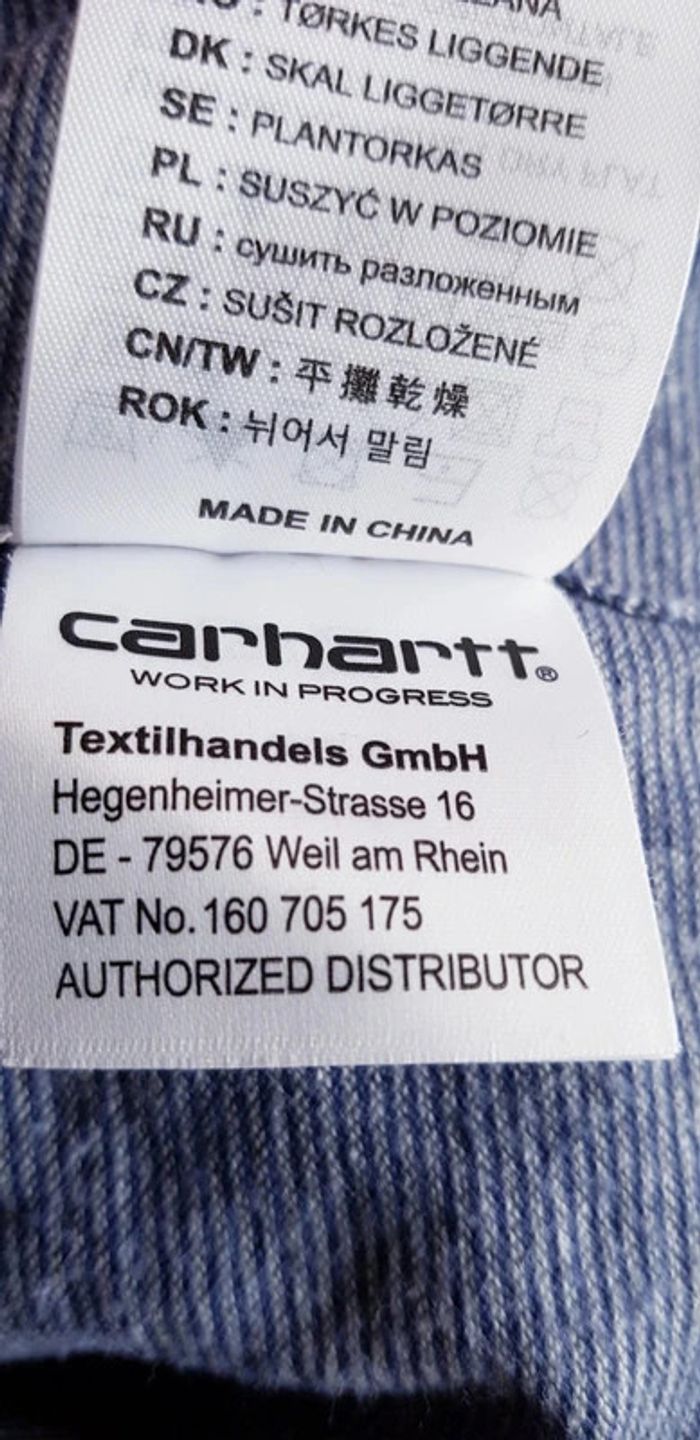 : TØRKES LIGGENDE
DK : SKAL LIGGETØRRE
SE : PLANTORKAS
PL : SUSZYĆ W POZIOMIE
RU : сушить разложенным
CZ : SUŠIT ROZLOŽENÉ
CN/TW : 平攤乾燥
ROK : 뉘어서 말림
MADE IN CHINA
carhartt®
WORK IN PROGRESS
Textilhandels GmbH
Hegenheimer-Strasse 16
DE - 79576 Weil am Rhein
VAT No. 160 705 175
AUTHORIZED DISTRIBUTOR